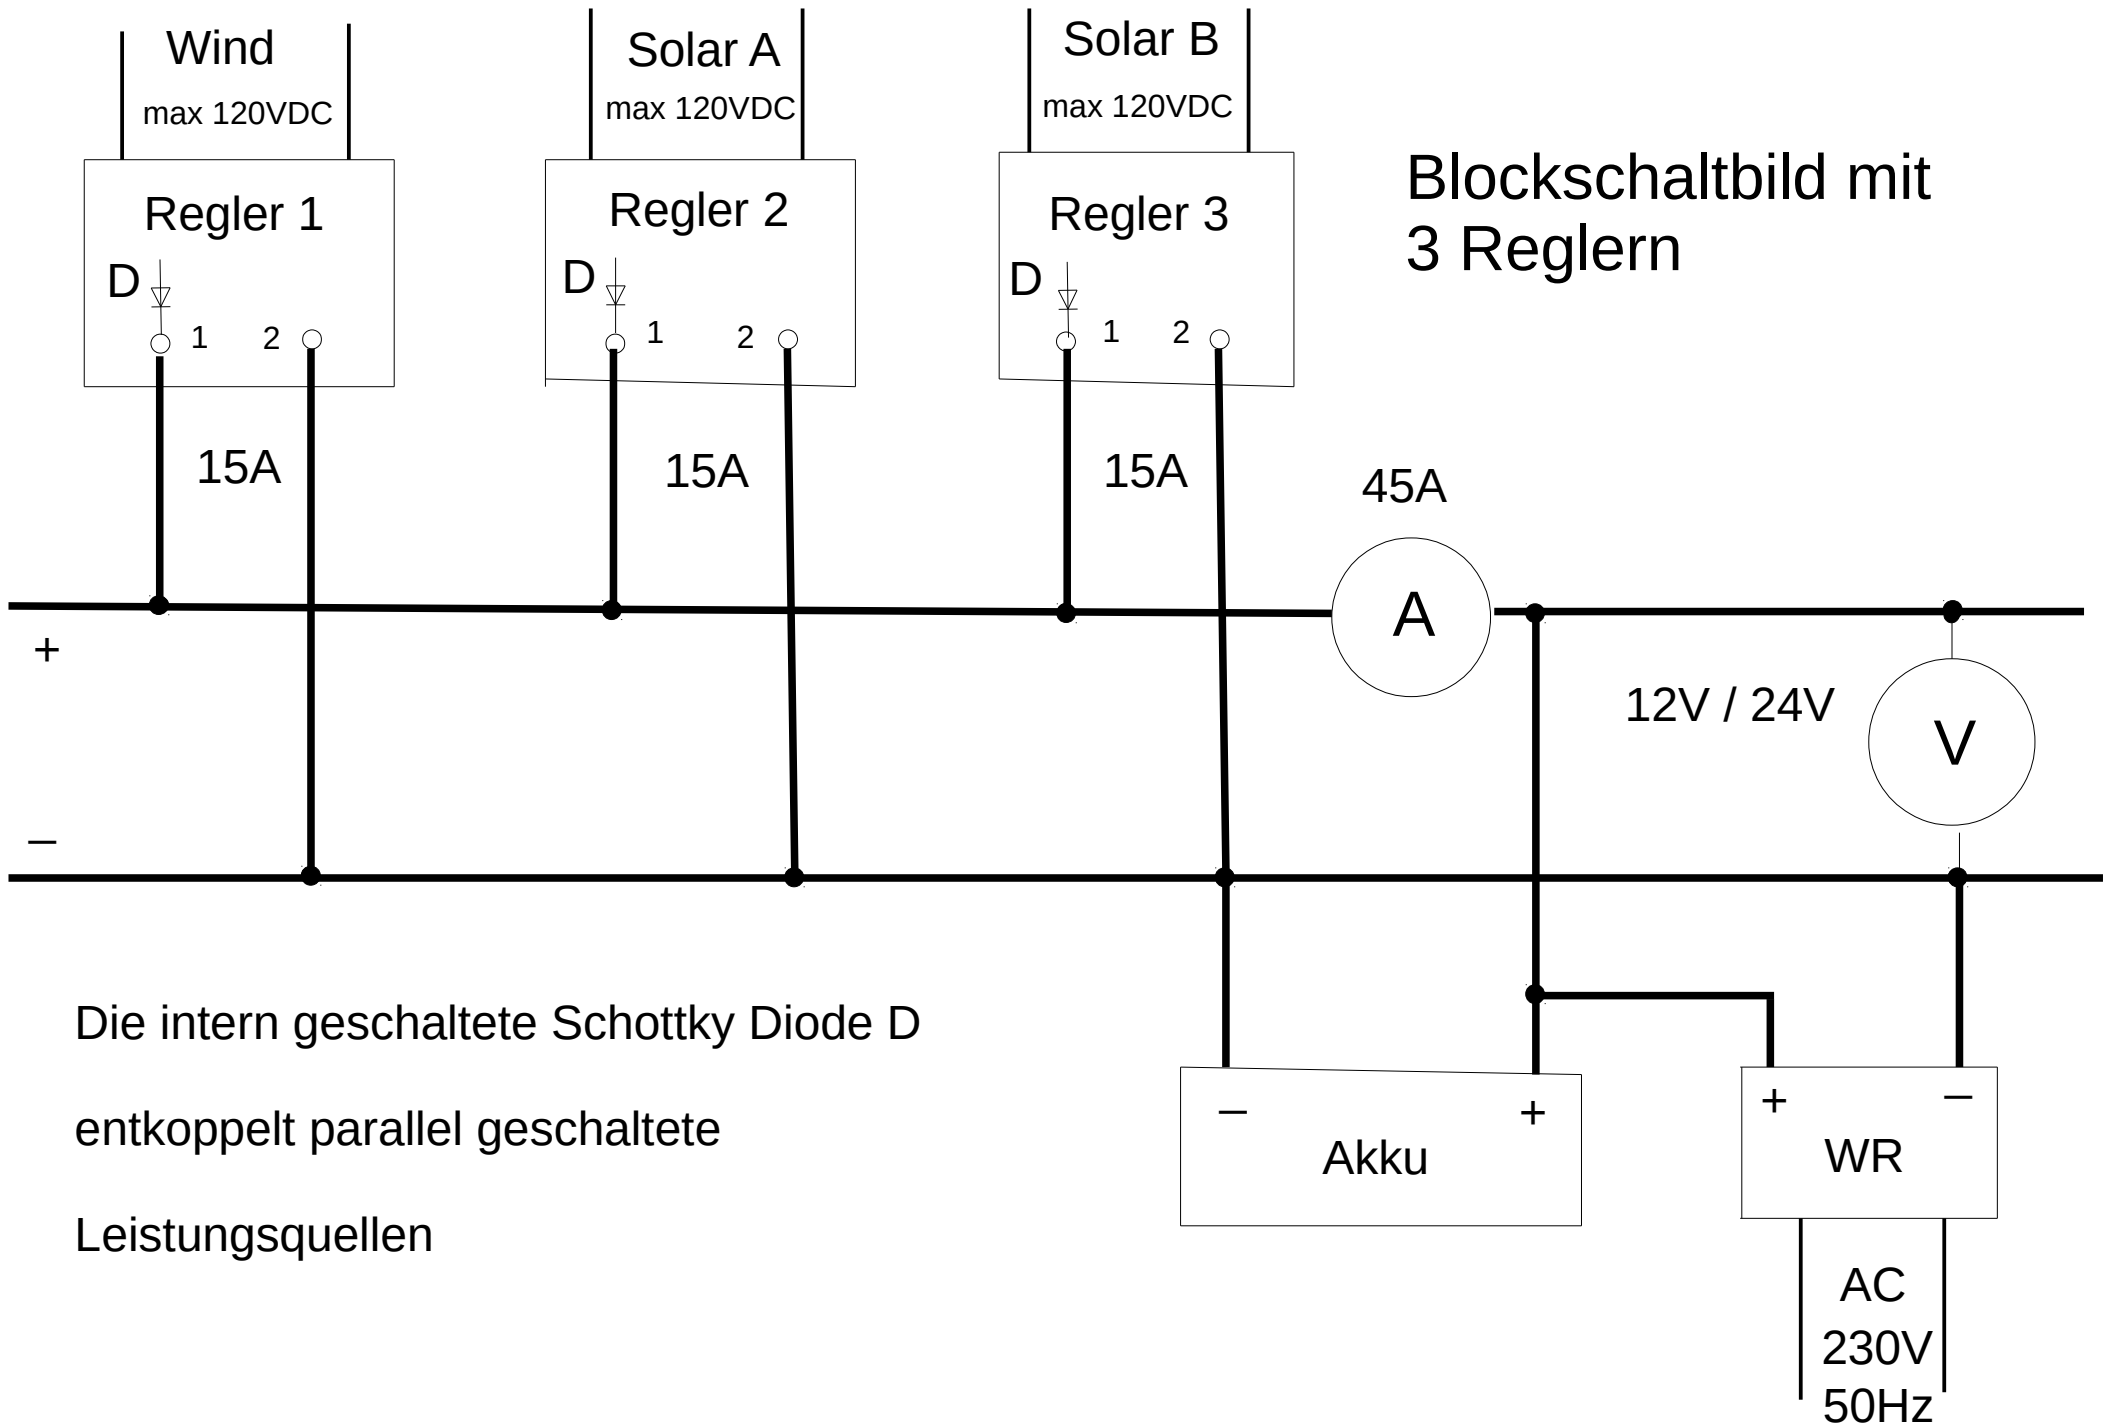 Wind
max 120VDC
Solar A
max 120VDC
Solar B
max 120VDC
Blockschaltbild mit
3 Reglern
Regler 1
D
1 2
Regler 2
D
1 2
Regler 3
D
1 2
15A
15A
15A
45A
A
+
12V / 24V
V
–
Die intern geschaltete Schottky Diode D
entkoppelt parallel geschaltete
Leistungsquellen
– +
Akku
+ –
WR
AC
230V
50Hz